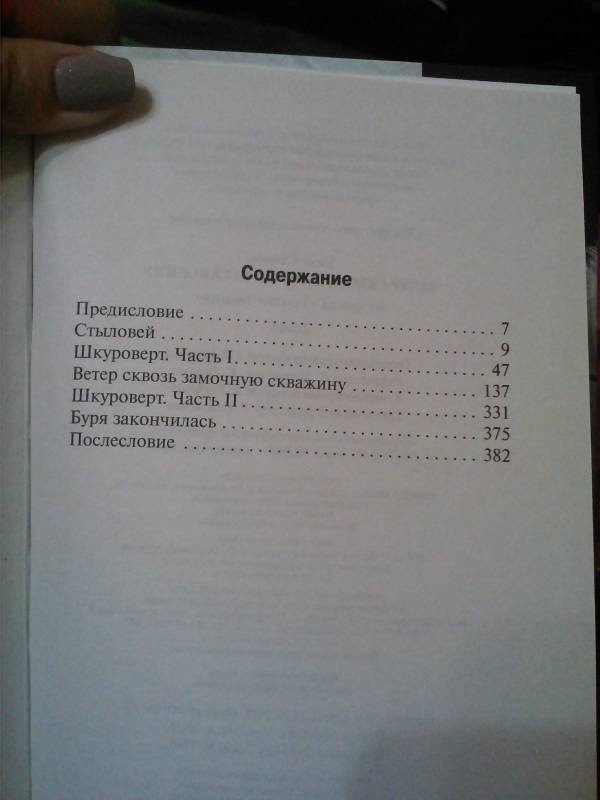 Содержание
Предисловие . . . . . . . . . . . . . . . . . . . . . . . . . . . . . . . 7
Стыловей . . . . . . . . . . . . . . . . . . . . . . . . . . . . . . . . . . 9
Шкуроверт. Часть I. . . . . . . . . . . . . . . . . . . . . . . . . 47
Ветер сквозь замочную скважину . . . . . . . . . . . . . 137
Шкуроверт. Часть II . . . . . . . . . . . . . . . . . . . . . . . . 331
Буря закончилась . . . . . . . . . . . . . . . . . . . . . . . . . . 375
Послесловие . . . . . . . . . . . . . . . . . . . . . . . . . . . . . . 382